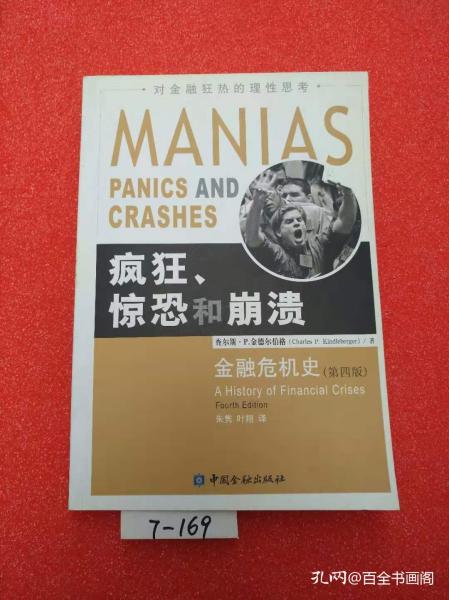 对金融狂热的理性思考
MANIAS
PANICS AND
CRASHES
疯狂、
惊恐和崩溃
查尔斯·P.金德尔伯格(Charles P. Kindleberger)/著
金融危机史(第四版)
A History of Financial Crises
Fourth Edition
朱隽 叶翔 译
中国金融出版社
7-169
孔网@百全书画阁